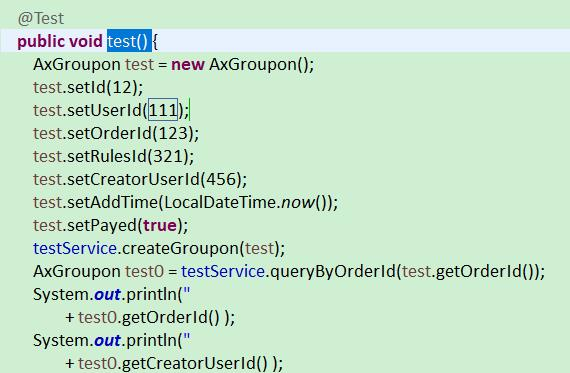 @Test
public void test() {
AxGroupon test = new AxGroupon();
test.setId(12);
test.setUserId(111);
test.setOrderId(123);
test.setRulesId(321);
test.setCreatorUserId(456);
test.setAddTime(LocalDateTime.now());
test.setPayed(true);
testService.createGroupon(test);
AxGroupon test0 = testService.queryByOrderId(test.getOrderId());
System.out.println("
+ test0.getOrderId() );
System.out.println("
+ test0.getCreatorUserId() );